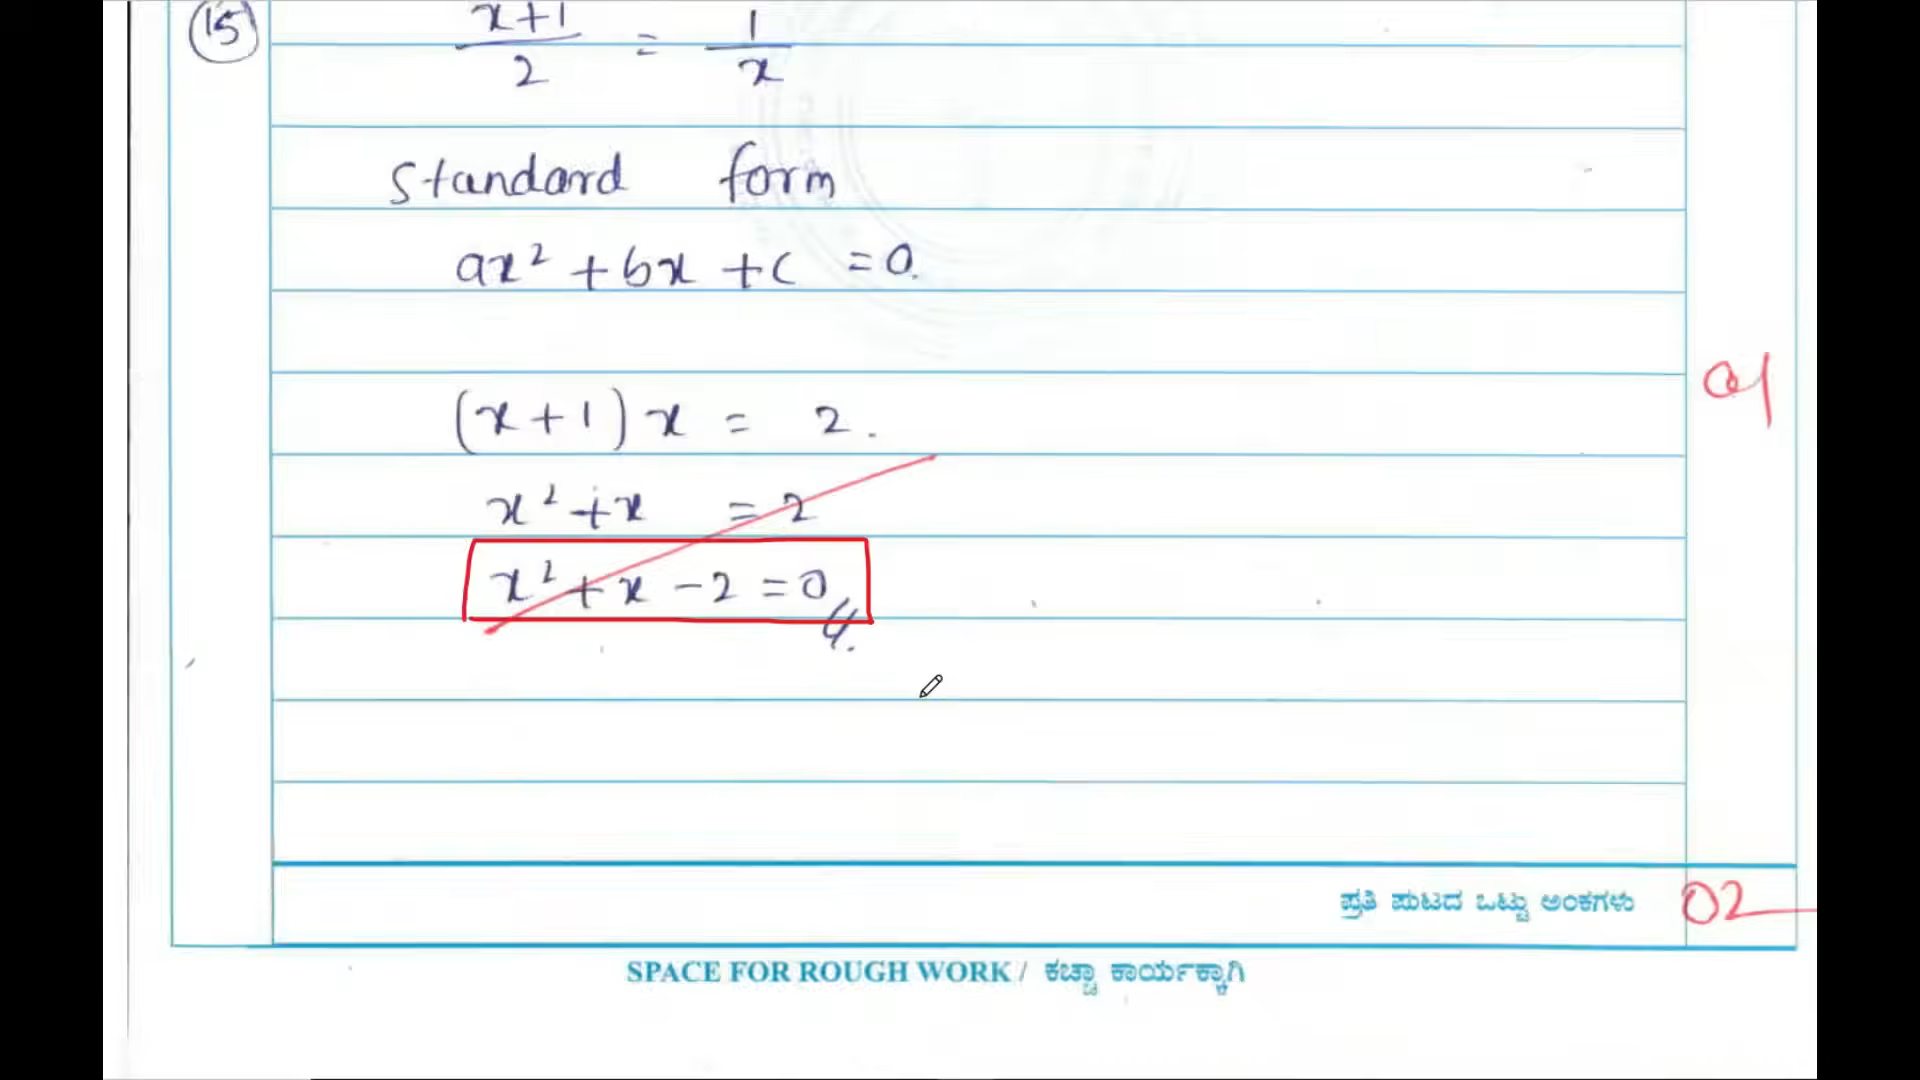 15
x+1/2 = 1/x
Standard form
ax² + bx + c = 0.
(x+1)x = 2.
x² + x = 2
x² + x - 2 = 0
01
ಪ್ರತಿ ಪುಟದ ಒಟ್ಟು ಅಂಕಗಳು 02
SPACE FOR ROUGH WORK / ಕಚ್ಚಾ ಕಾರ್ಯಕ್ಕಾಗಿ